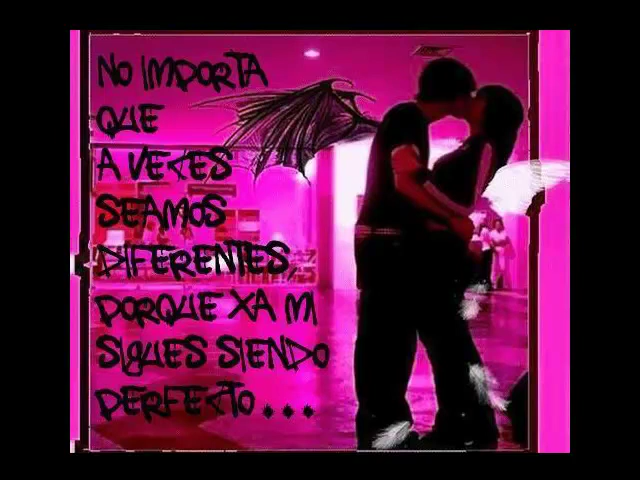 NO IMPORTA
QUE
A VECES
SEAMOS
DIFERENTES
PORQUE XA MI
SIGUES SIENDO
PERFECTO...